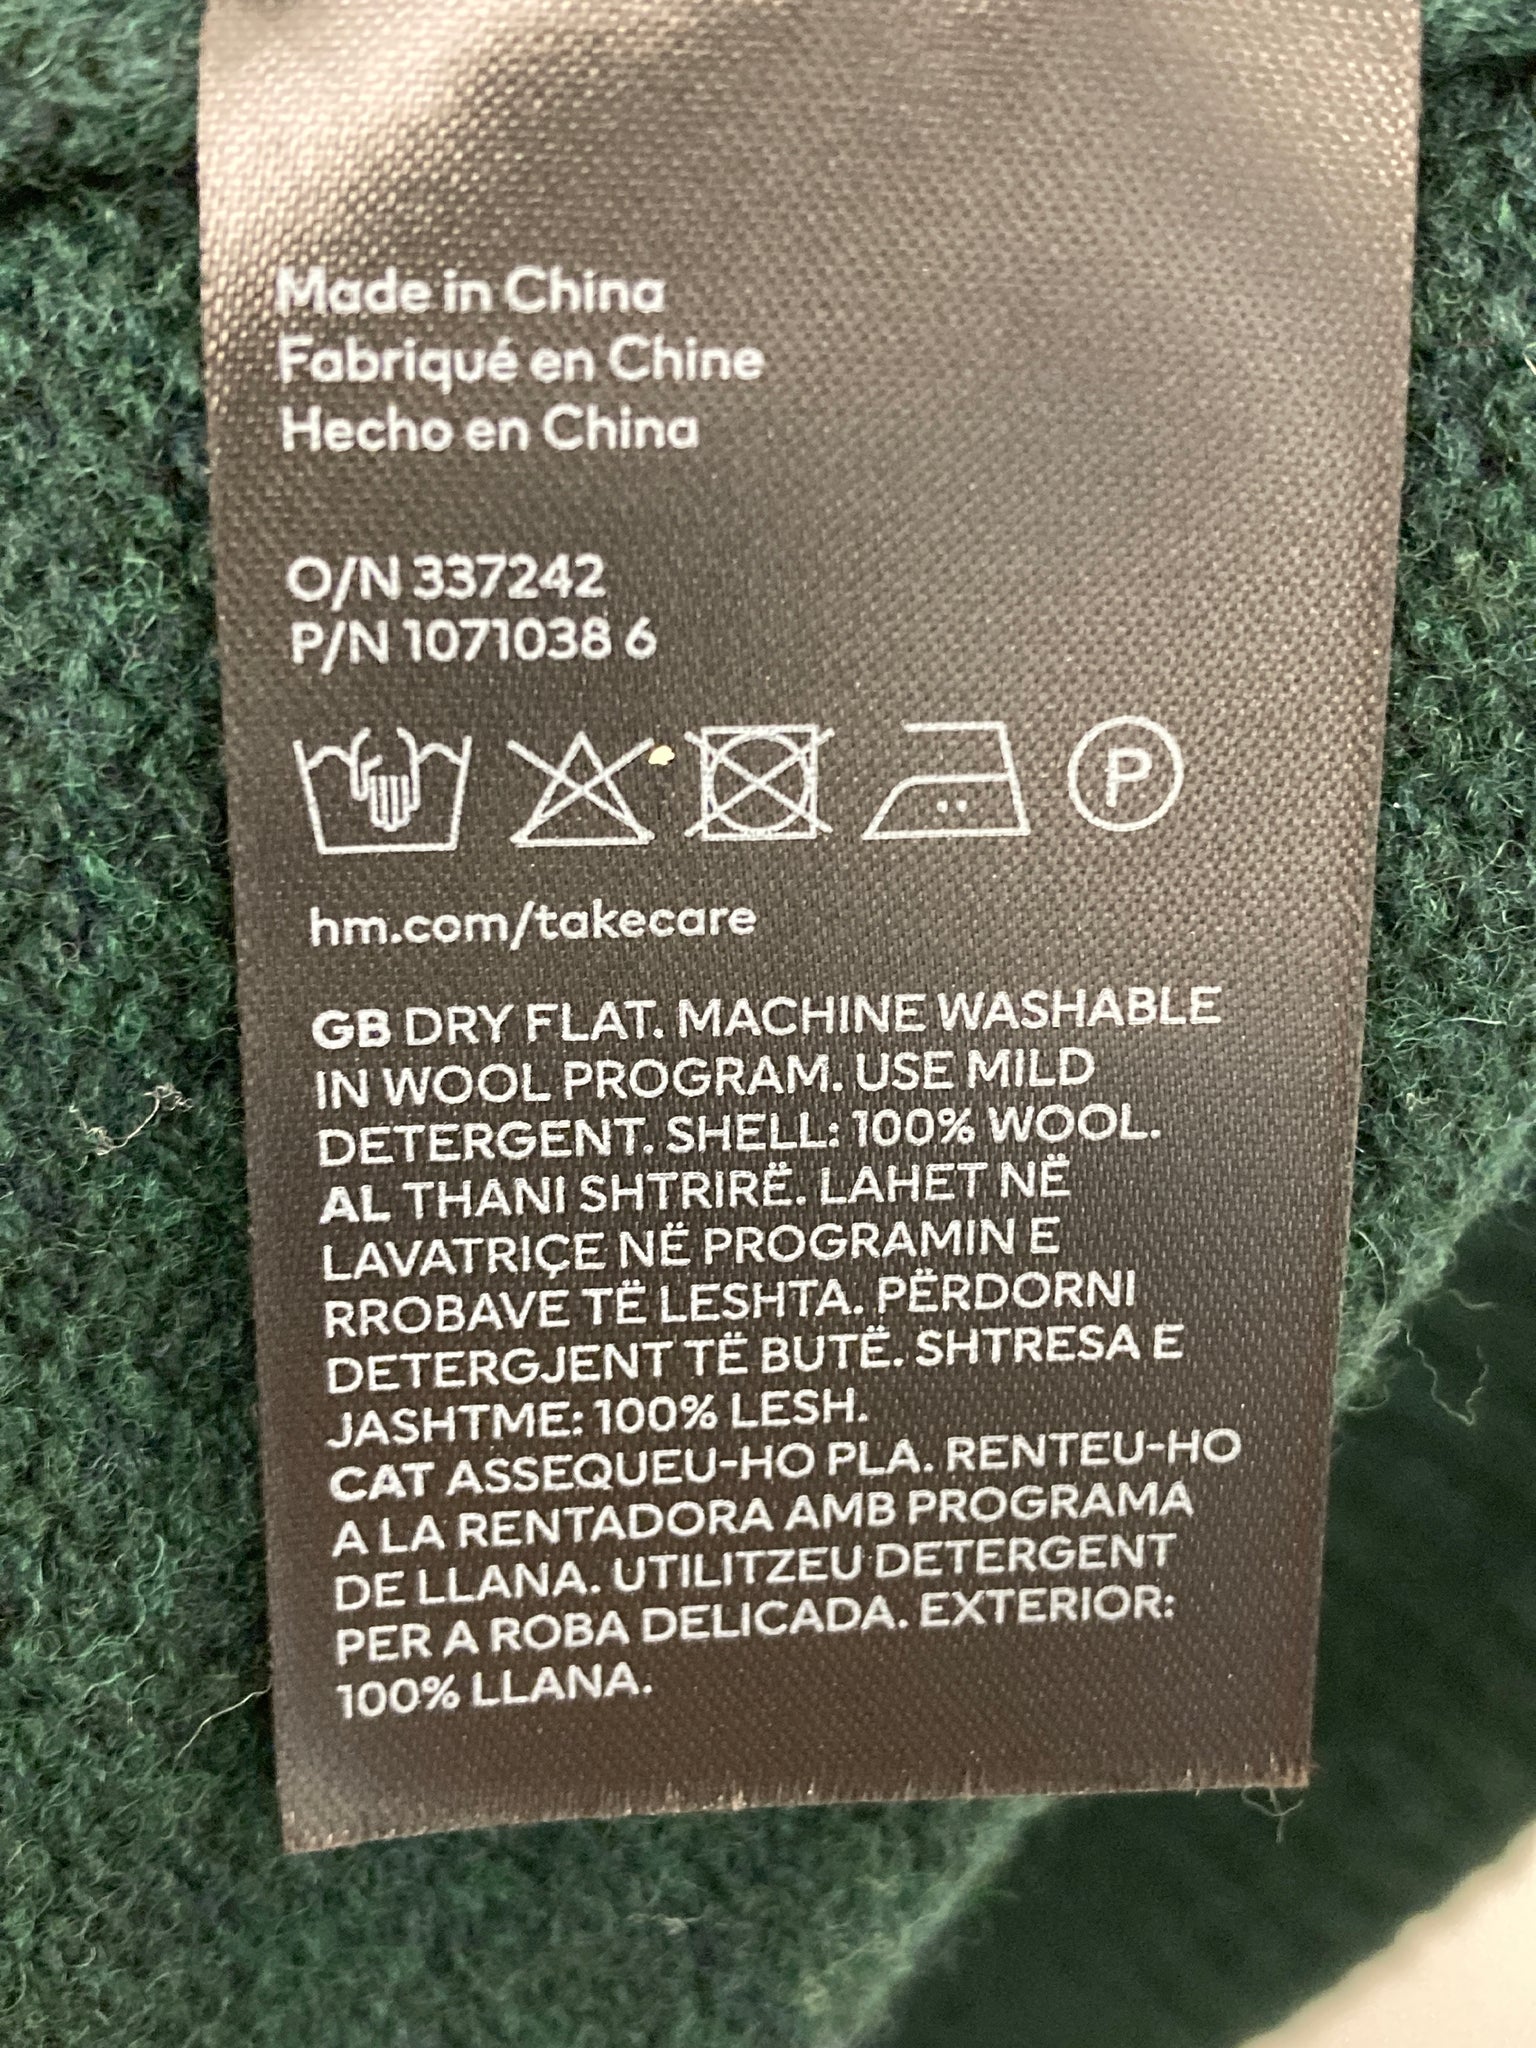 Made in China
Fabriqué en Chine
Hecho en China
O/N 337242
P/N 1071038 6
P
hm.com/takecare
GB DRY FLAT. MACHINE WASHABLE
IN WOOL PROGRAM. USE MILD
DETERGENT. SHELL: 100% WOOL.
AL THANI SHTRIRË. LAHET NË
LAVATRIÇE NË PROGRAMIN E
RROBAVE TË LESHTA. PËRDORNI
DETERGJENT TË BUTË. SHTRESA E
JASHTME: 100% LESH.
CAT ASSEQUEU-HO PLA. RENTEU-HO
A LA RENTADORA AMB PROGRAMA
DE LLANA. UTILITZEU DETERGENT
PER A ROBA DELICADA. EXTERIOR:
100% LLANA.